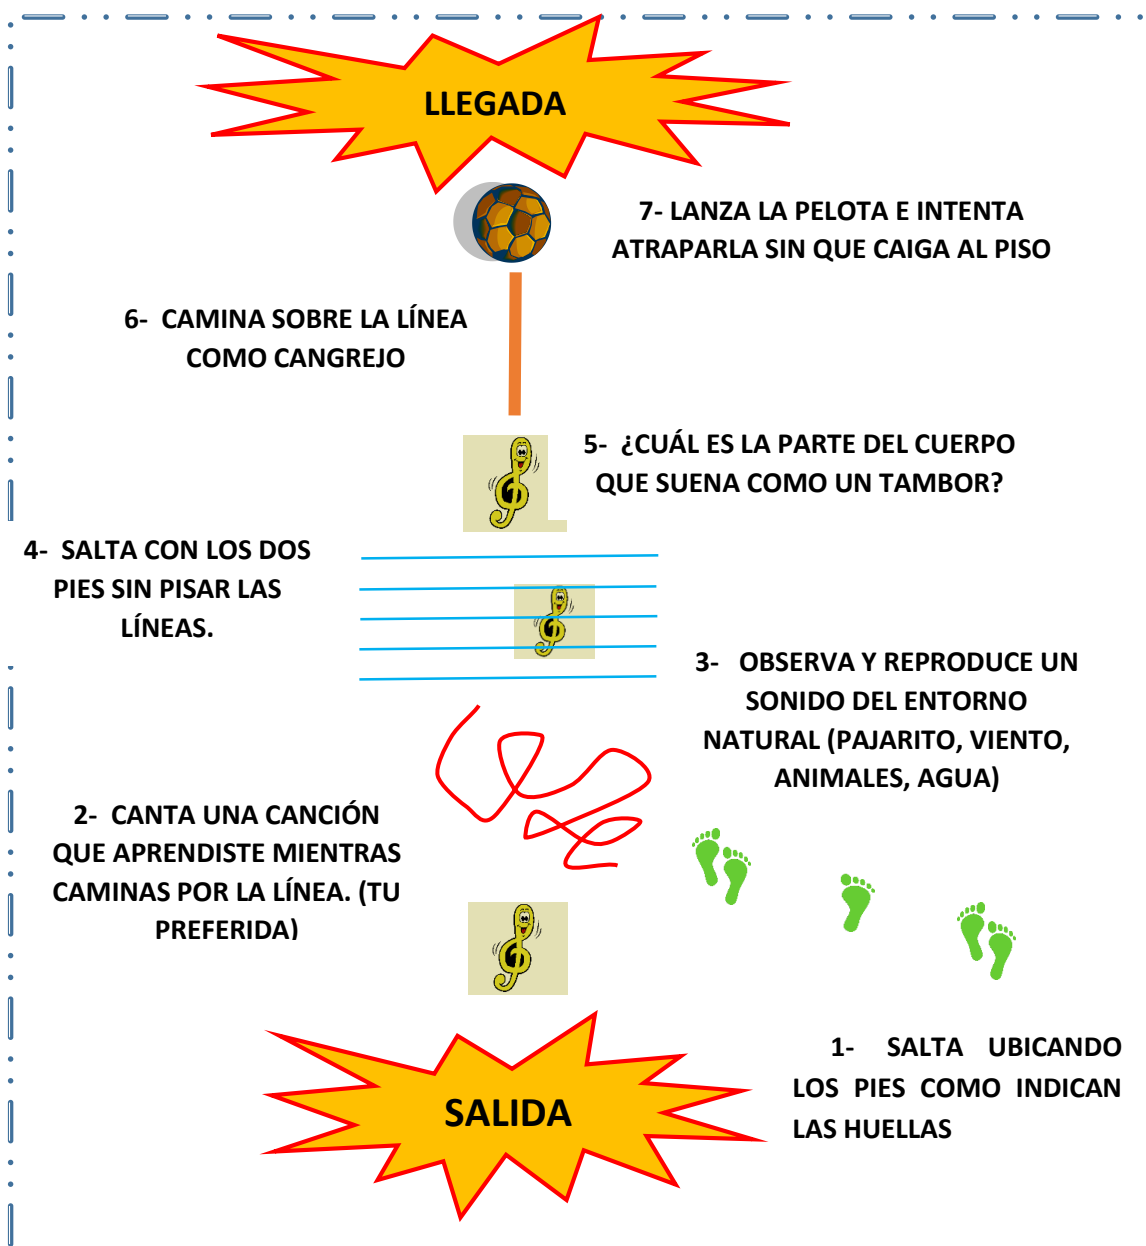 LLEGADA
7- LANZA LA PELOTA E INTENTA
ATRAPARLA SIN QUE CAIGA AL PISO
6- CAMINA SOBRE LA LÍNEA
COMO CANGREJO
5- ¿CUÁL ES LA PARTE DEL CUERPO
QUE SUENA COMO UN TAMBOR?
4- SALTA CON LOS DOS
PIES SIN PISAR LAS
LÍNEAS.
3- OBSERVA Y REPRODUCE UN
SONIDO DEL ENTORNO
NATURAL (PAJARITO, VIENTO,
ANIMALES, AGUA)
2- CANTA UNA CANCIÓN
QUE APRENDISTE MIENTRAS
CAMINAS POR LA LÍNEA. (TU
PREFERIDA)
1- SALTA UBICANDO
LOS PIES COMO INDICAN
LAS HUELLAS
SALIDA